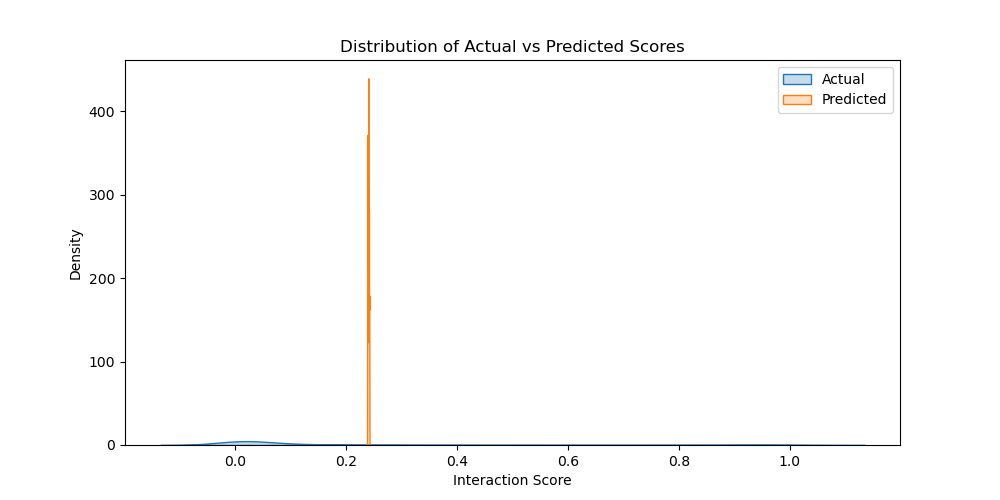 Distribution of Actual vs Predicted Scores
Actual
Predicted
400
300
200
100
0
Density
0.0 0.2 0.4 0.6 0.8 1.0
Interaction Score